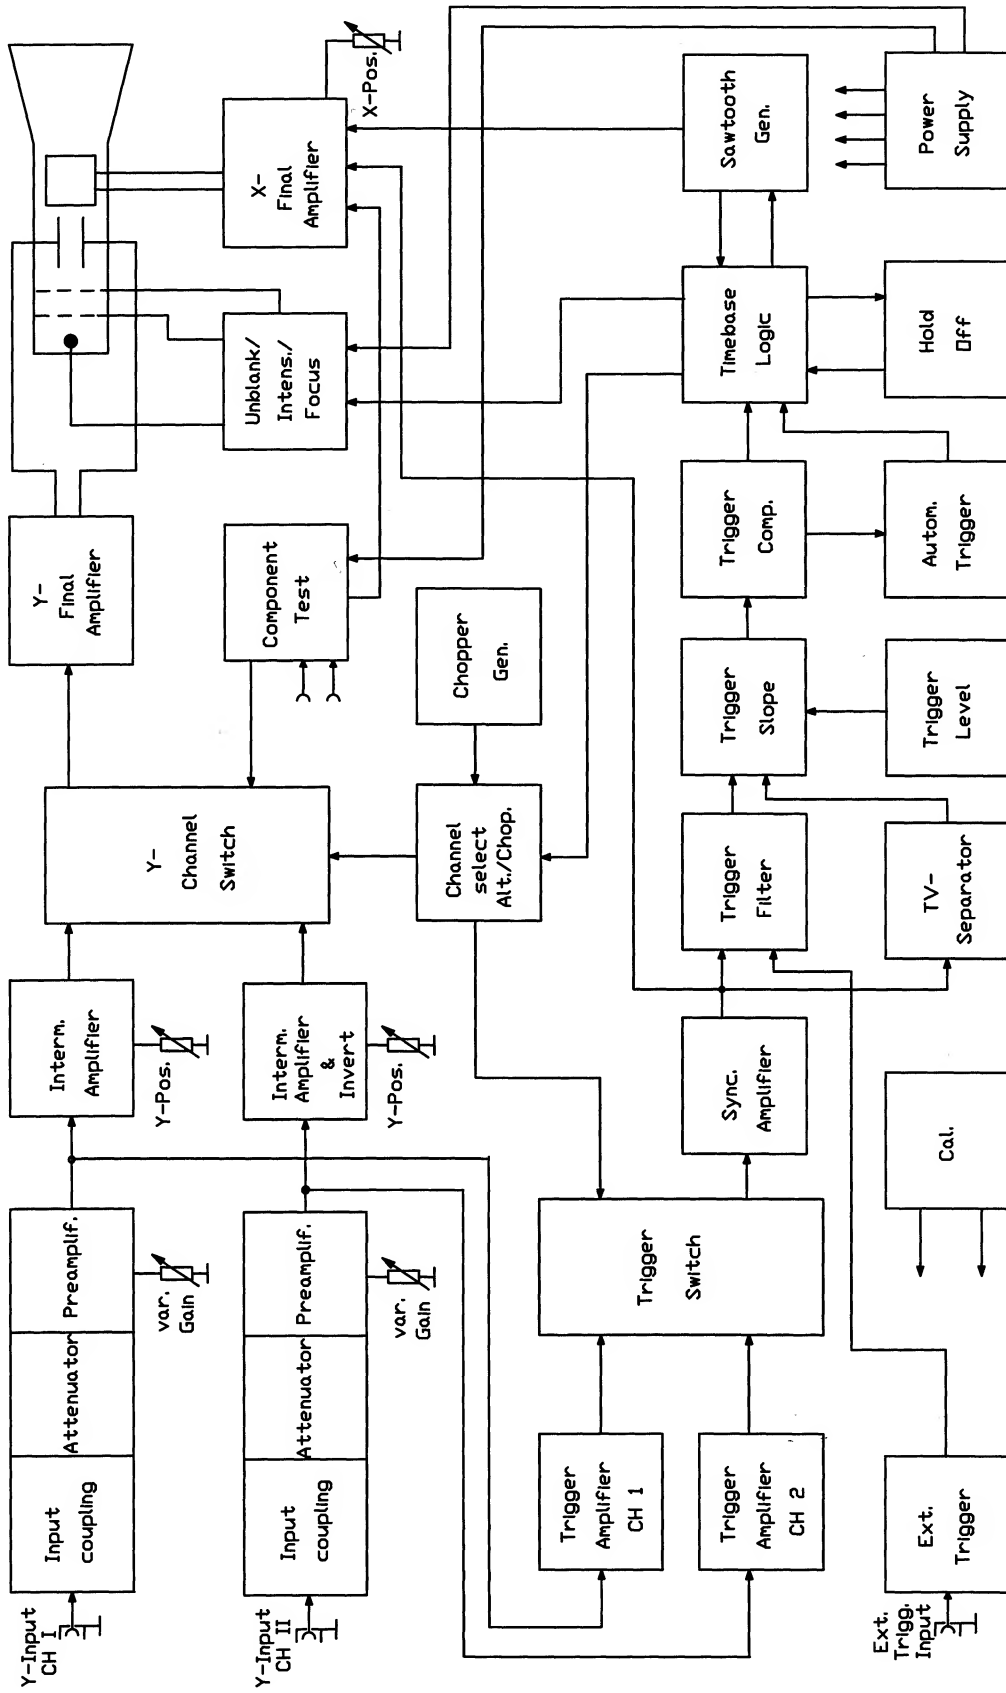 Y-Input
CH I
Input
coupling
Attenuator
Preamplif.
var.
Gain
Interm.
Amplifier
Y-Pos.
Y-
Channel
Switch
Y-
Final
Amplifier
Y-Input
CH II
Input
coupling
Attenuator
Preamplif.
var.
Gain
Interm.
Amplifier
&
Invert
Y-Pos.
Component
Test
Unblank/
Intens./
Focus
X-
Final
Amplifier
X-Pos.
Channel
select
Alt./Chop.
Chopper
Gen.
Trigger
Amplifier
CH 1
Trigger
Amplifier
CH 2
Trigger
Switch
Sync.
Amplifier
Trigger
Filter
Trigger
Slope
Trigger
Comp.
Timebase
Logic
Sawtooth
Gen.
Ext.
Trigg.
Input
Ext.
Trigger
Cal.
TV-
Separator
Trigger
Level
Autom.
Trigger
Hold
Off
Power
Supply